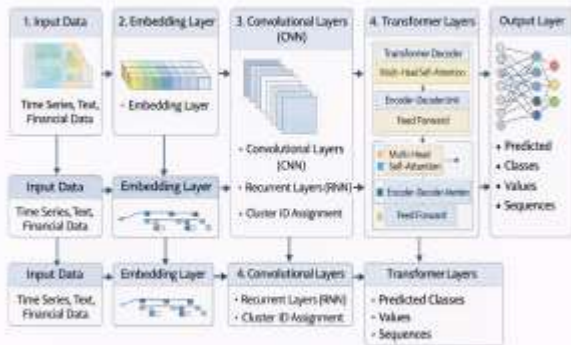 1. Input Data
Time Series, Text,
Financial Data
2. Embedding Layer
• Embedding Layer
3. Convolutional Layers
(CNN)
• Convolutional Layers
(CNN)
• Recurrent Layers (RNN)
• Cluster ID Assignment
4. Transformer Layers
Transformer Decoder
Multi-Head Self-Attention
Encoder-Decoder Unit
Feed Forward
Multi-Head
Self-Attention
Encoder-Decoder
Feed Forward
Output Layer
• Predicted
• Classes
• Values
• Sequences
Input Data
Time Series, Text,
Financial Data
Embedding Layer
Input Data
Time Series, Text,
Financial Data
Embedding Layer
4. Convolutional Layers
• Recurrent Layers (RNN)
• Cluster ID Assignment
Transformer Layers
• Predicted Classes
• Values
• Sequences